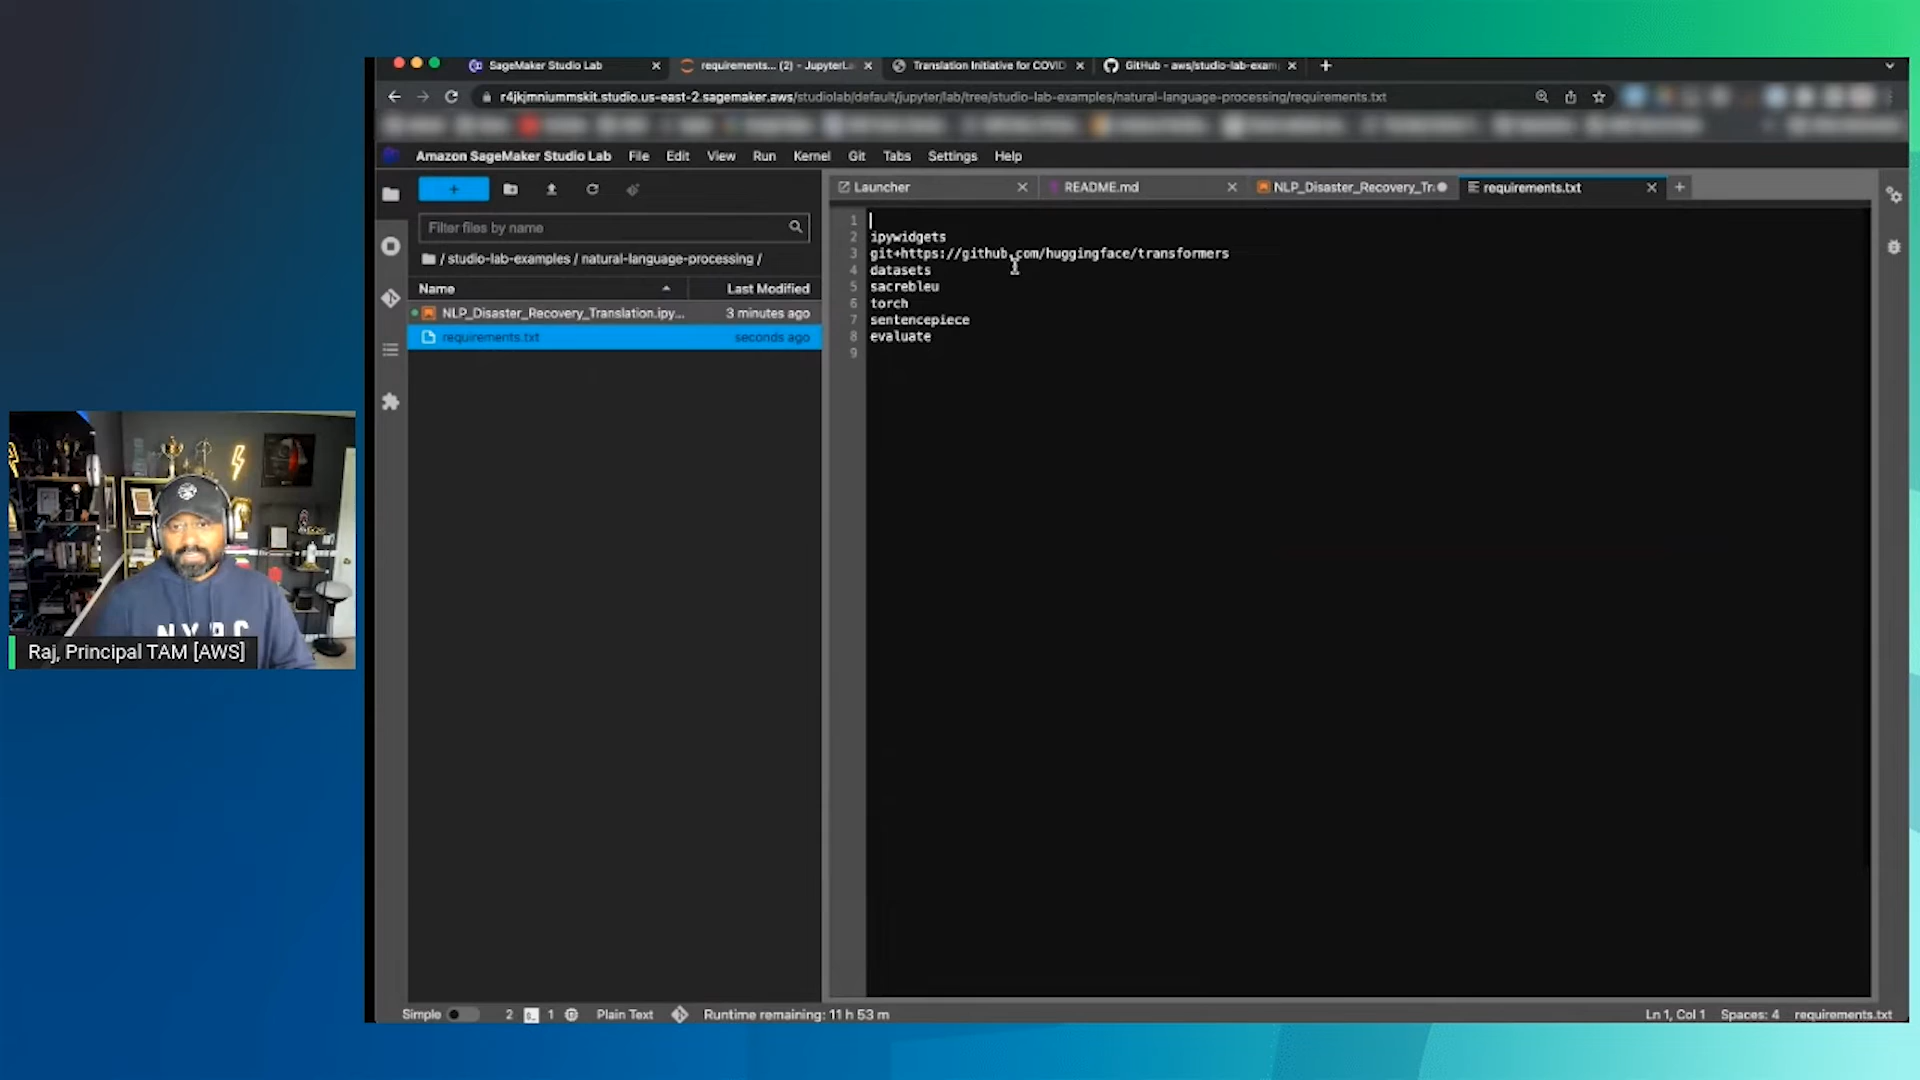 SageMaker Studio Lab
requirements... (2) - JupyterLa
Translation Initiative for COVID
GitHub - aws/studio-lab-exam
r4jkjmniummskit.studio.us-east-2.sagemaker.aws/studiolab/default/jupyter/lab/tree/studio-lab-examples/natural-language-processing/requirements.txt
Amazon SageMaker Studio Lab File Edit View Run Kernel Git Tabs Settings Help
Launcher README.md NLP_Disaster_Recovery_Tr requirements.txt
Filter files by name
/ studio-lab-examples / natural-language-processing /
Name Last Modified
NLP_Disaster_Recovery_Translation.ipy... 3 minutes ago
requirements.txt seconds ago
1
2 ipywidgets
3 git+https://github.com/huggingface/transformers
4 datasets
5 sacrebleu
6 torch
7 sentencepiece
8 evaluate
9
Raj, Principal TAM [AWS]
Simple 2 1 Plain Text Runtime remaining: 11 h 53 m Ln 1, Col 1 Spaces: 4 requirements.txt